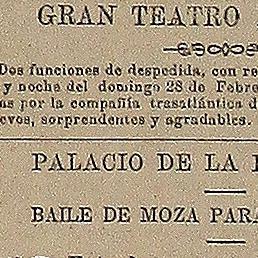 GRAN TEATRO
Dos funciones de despedida, con re
y noche del domingo 28 de Febre
as por la compañía trasatlántica d
evos, sorprendentes y agradables.
PALACIO DE LA
BAILE DE MOZA PARA